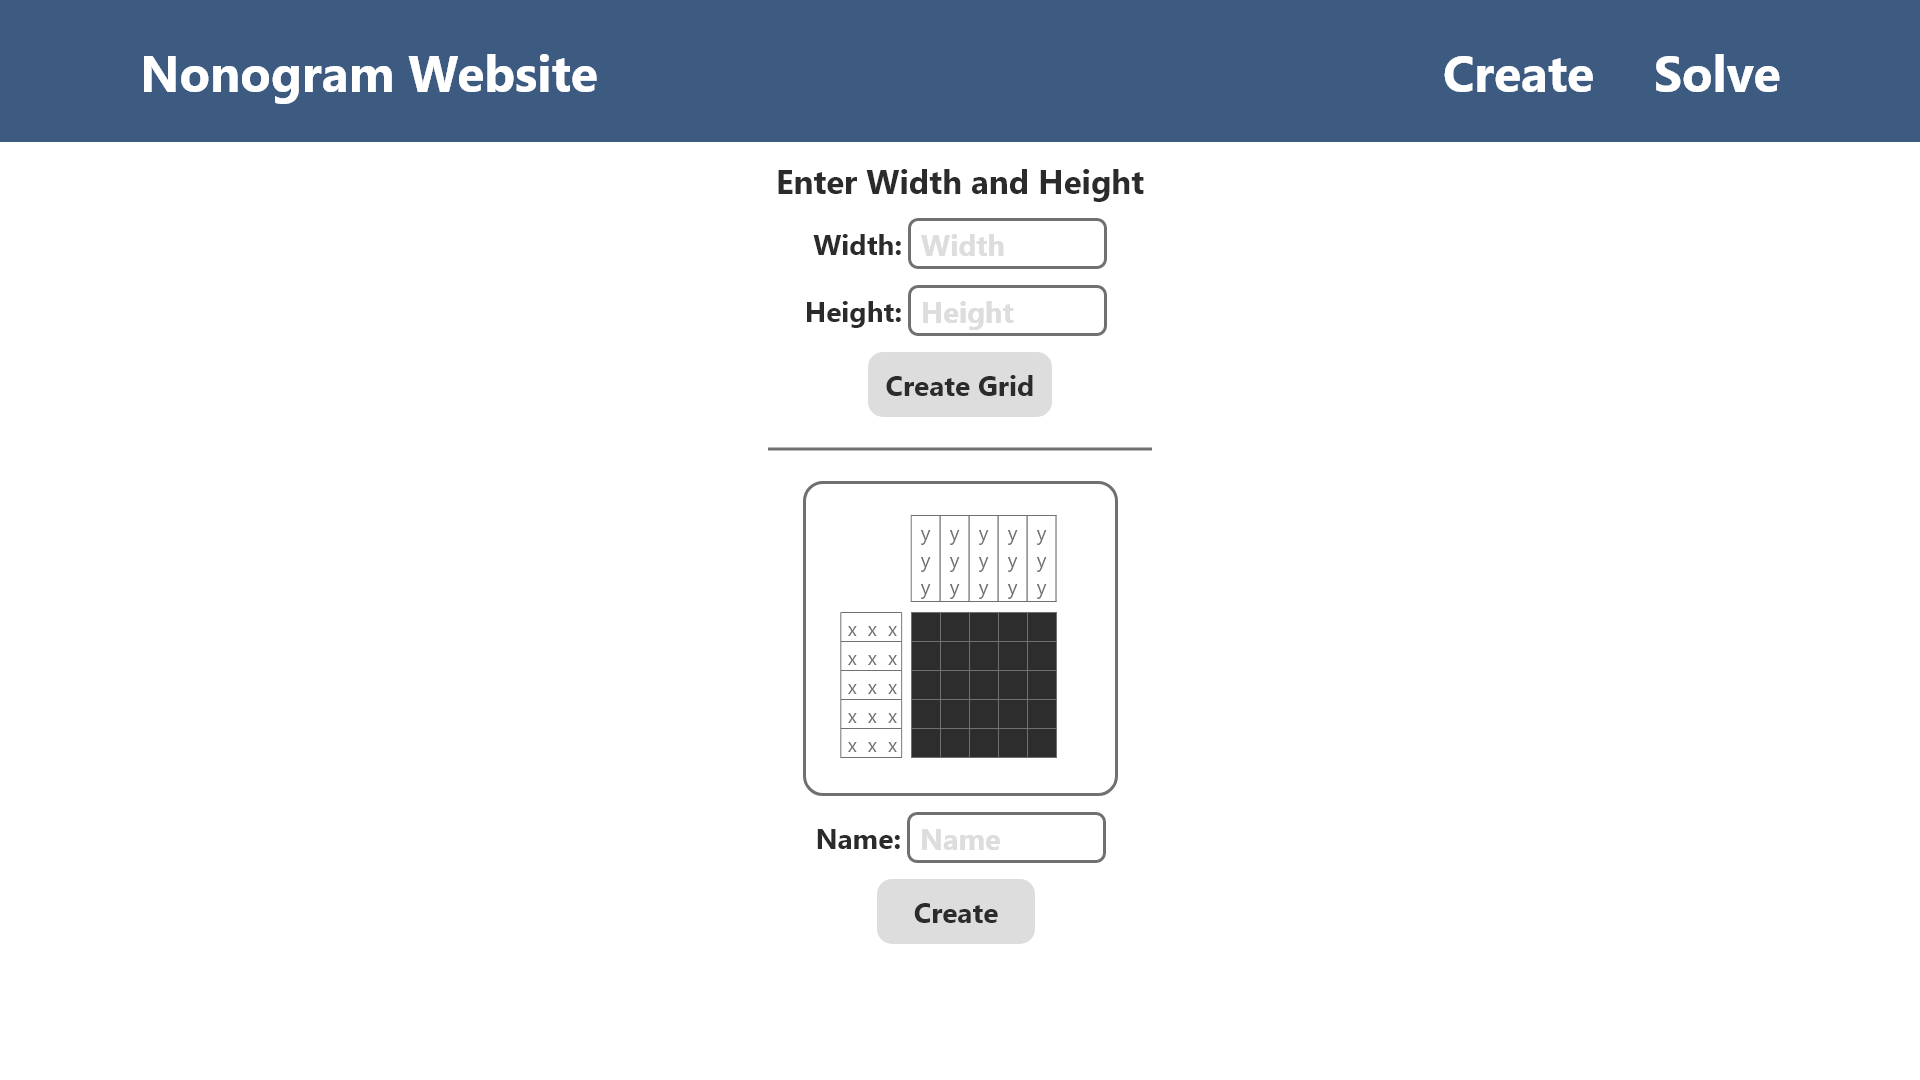 Nonogram Website Create Solve
Enter Width and Height
Width: Width
Height: Height
Create Grid
y y y y y
y y y y y
y y y y y
x x x
x x x
x x x
x x x
x x x
Name: Name
Create